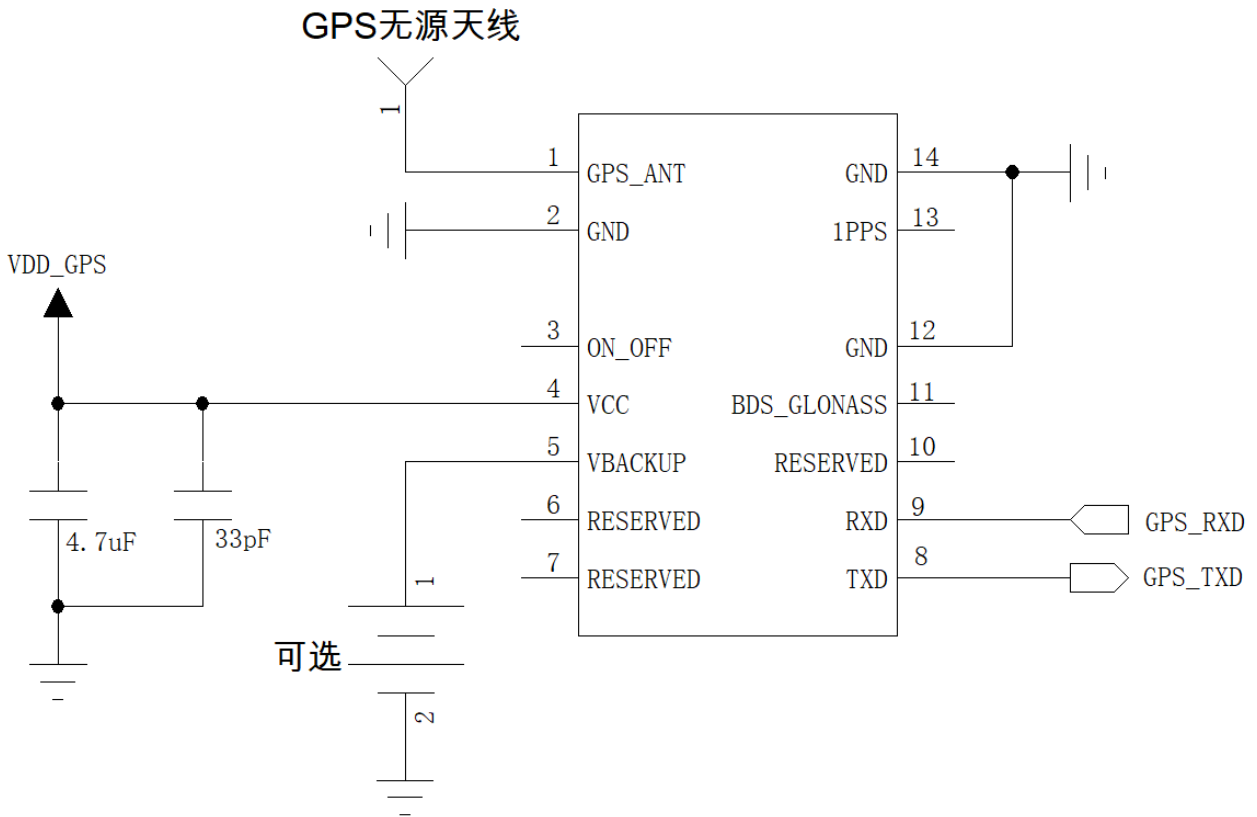 GPS无源天线
1
1 GPS_ANT GND 14
2 GND 1PPS 13
VDD_GPS
3 ON_OFF GND 12
4 VCC BDS_GLONASS 11
5 VBACKUP RESERVED 10
6 RESERVED RXD 9 GPS_RXD
4.7uF 33pF
7 RESERVED TXD 8 GPS_TXD
1
可选
2